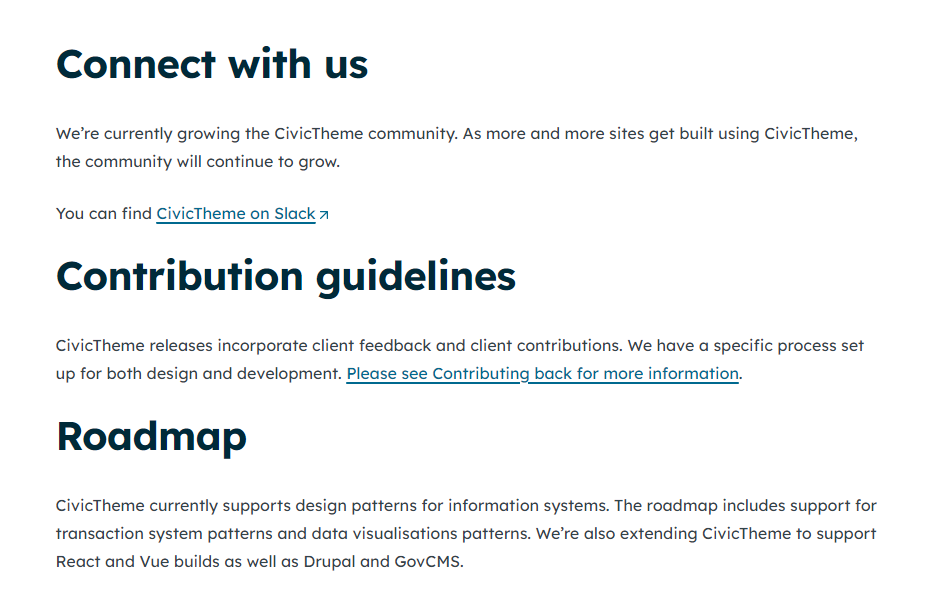 Connect with us
We’re currently growing the CivicTheme community. As more and more sites get built using CivicTheme,
the community will continue to grow.
You can find CivicTheme on Slack
Contribution guidelines
CivicTheme releases incorporate client feedback and client contributions. We have a specific process set
up for both design and development. Please see Contributing back for more information.
Roadmap
CivicTheme currently supports design patterns for information systems. The roadmap includes support for
transaction system patterns and data visualisations patterns. We’re also extending CivicTheme to support
React and Vue builds as well as Drupal and GovCMS.